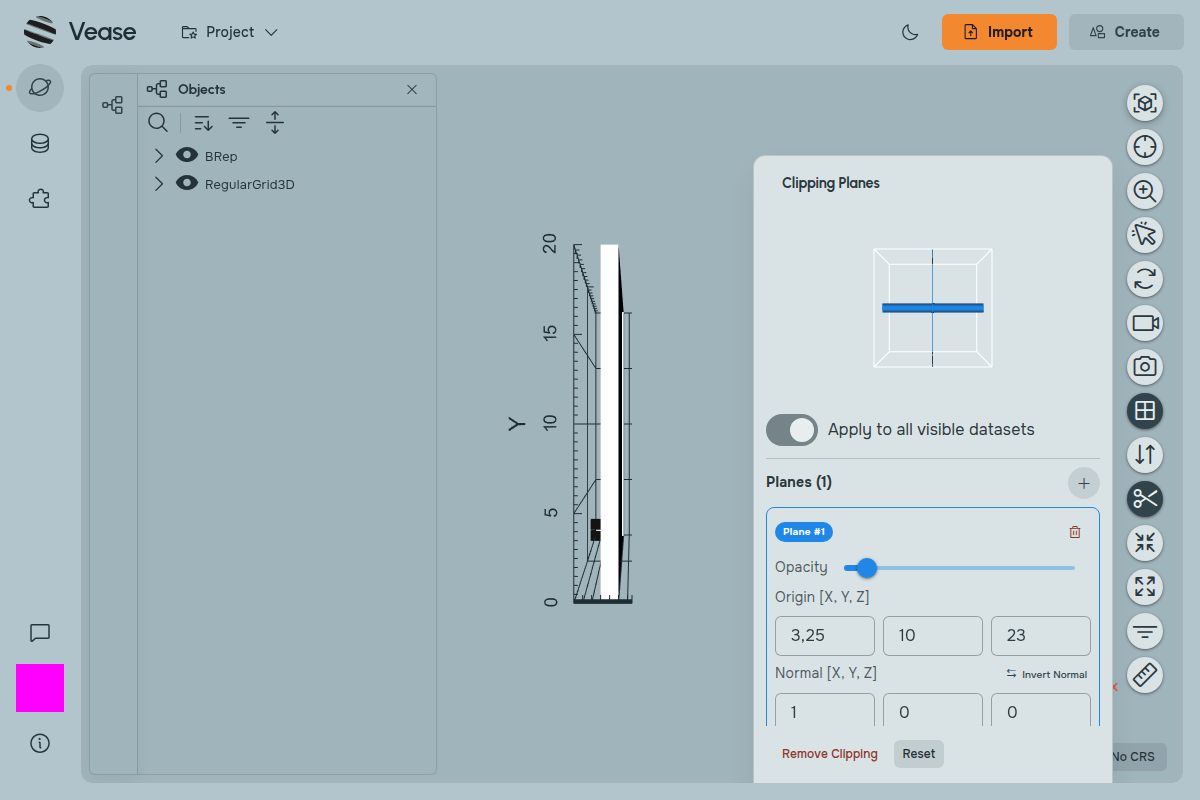 Vease
Project
Import
Create
Objects
BRep
RegularGrid3D
20
15
Y
10
5
0
Clipping Planes
Apply to all visible datasets
Planes (1)
Plane #1
Opacity
Origin [X, Y, Z]
3,25
10
23
Normal [X, Y, Z]
Invert Normal
1
0
0
Remove Clipping
Reset
X
No CRS